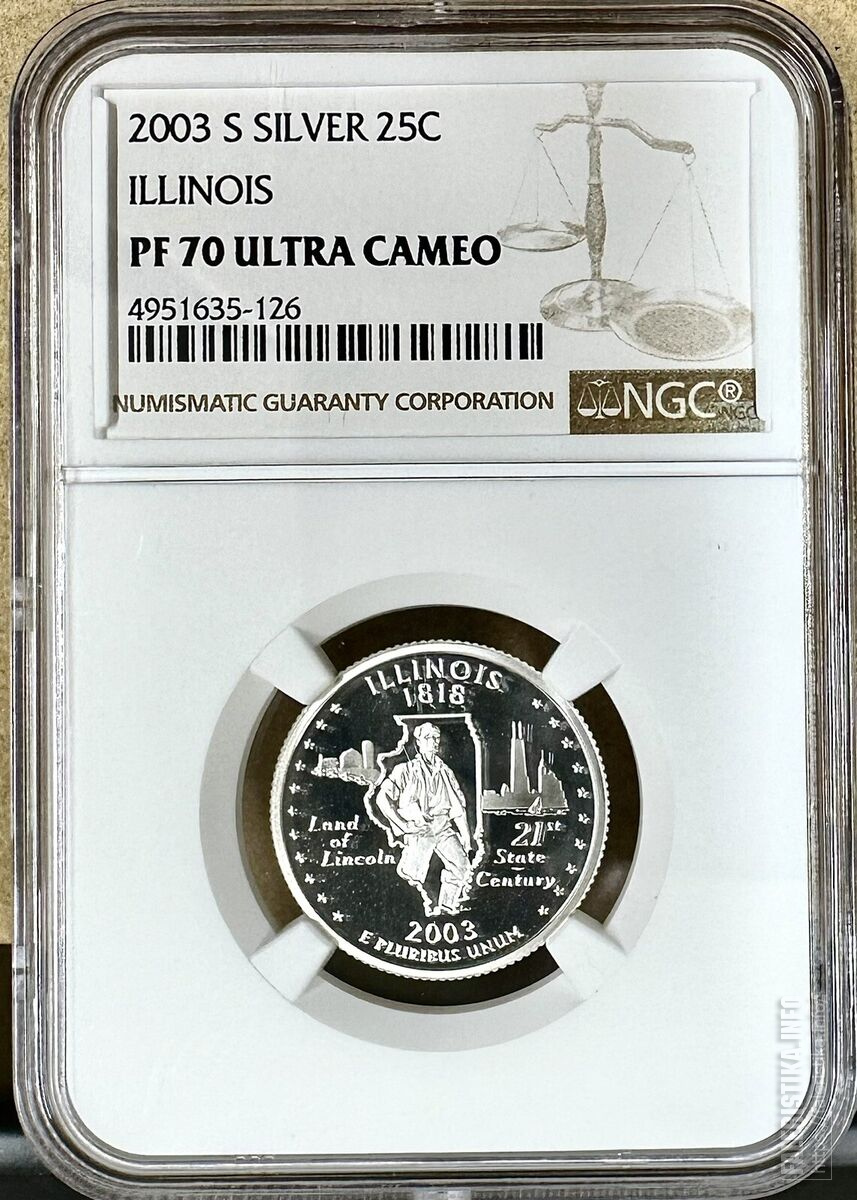 2003 S SILVER 25C
ILLINOIS
PF 70 ULTRA CAMEO
4951635-126
NUMISMATIC GUARANTY CORPORATION
NGC®
NGC
ILLINOIS
1818
Land
of
Lincoln
21st
State
Century
2003
E PLURIBUS UNUM